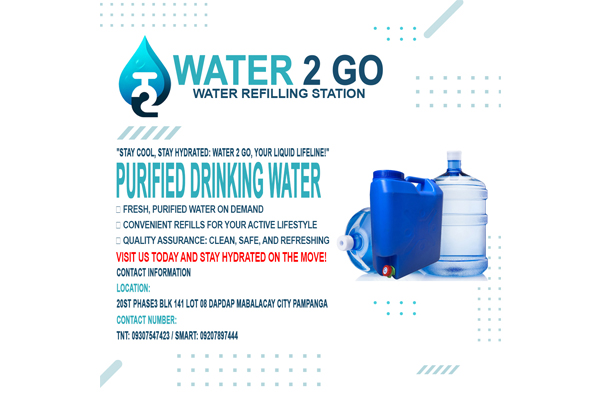 WATER 2 GO
WATER REFILLING STATION
"STAY COOL, STAY HYDRATED: WATER 2 GO, YOUR LIQUID LIFELINE!"
PURIFIED DRINKING WATER
□ FRESH, PURIFIED WATER ON DEMAND
□ CONVENIENT REFILLS FOR YOUR ACTIVE LIFESTYLE
□ QUALITY ASSURANCE: CLEAN, SAFE, AND REFRESHING
VISIT US TODAY AND STAY HYDRATED ON THE MOVE!
CONTACT INFORMATION
LOCATION:
20ST PHASE3 BLK 141 LOT 08 DAPDAP MABALACAY CITY PAMPANGA
CONTACT NUMBER:
TNT: 09307547423 / SMART: 09207897444